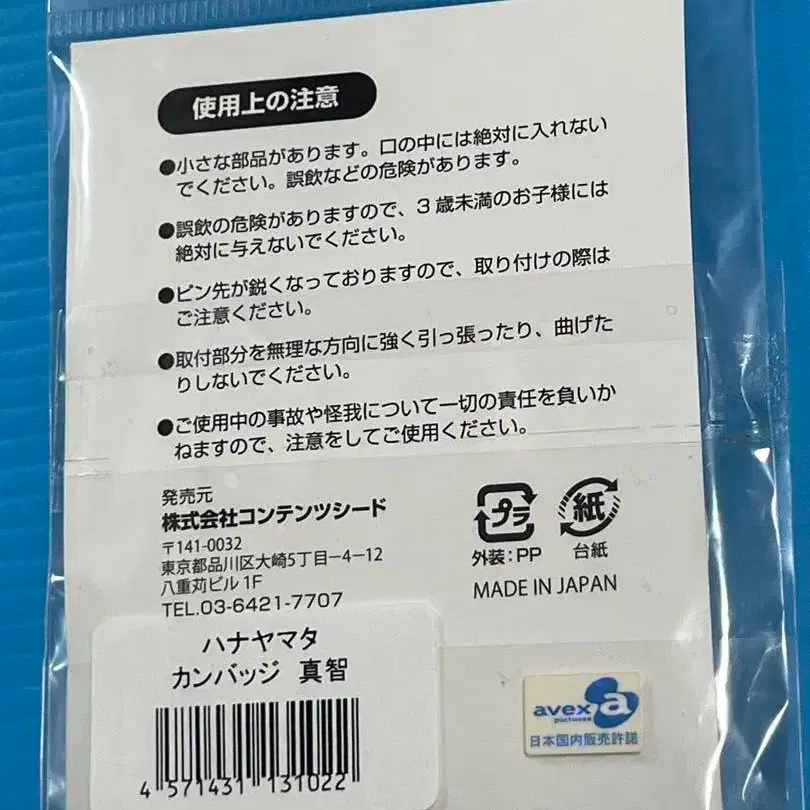 使用上の注意
●小さな部品があります。口の中には絶対に入れない
でください。誤飲などの危険があります。
●誤飲の危険がありますので、3歳未満のお子様には
絶対に与えないでください。
●ピン先が鋭くなっておりますので、取り付けの際は
ご注意ください。
●取付部分を無理な方向に強く引っ張ったり、曲げた
りしないでください。
●ご使用中の事故や怪我について一切の責任を負いか
ねますので、注意をしてご使用ください。
発売元
株式会社コンテンツシード
〒141-0032
東京都品川区大崎5丁目-4-12
八重苅ビル 1F
TEL.03-6421-7707
プラ
外装:PP
紙
台紙
MADE IN JAPAN
ハナヤマタ
カンバッジ 真智
4 571431 131022
avex a
pictures
日本国内販売許諾